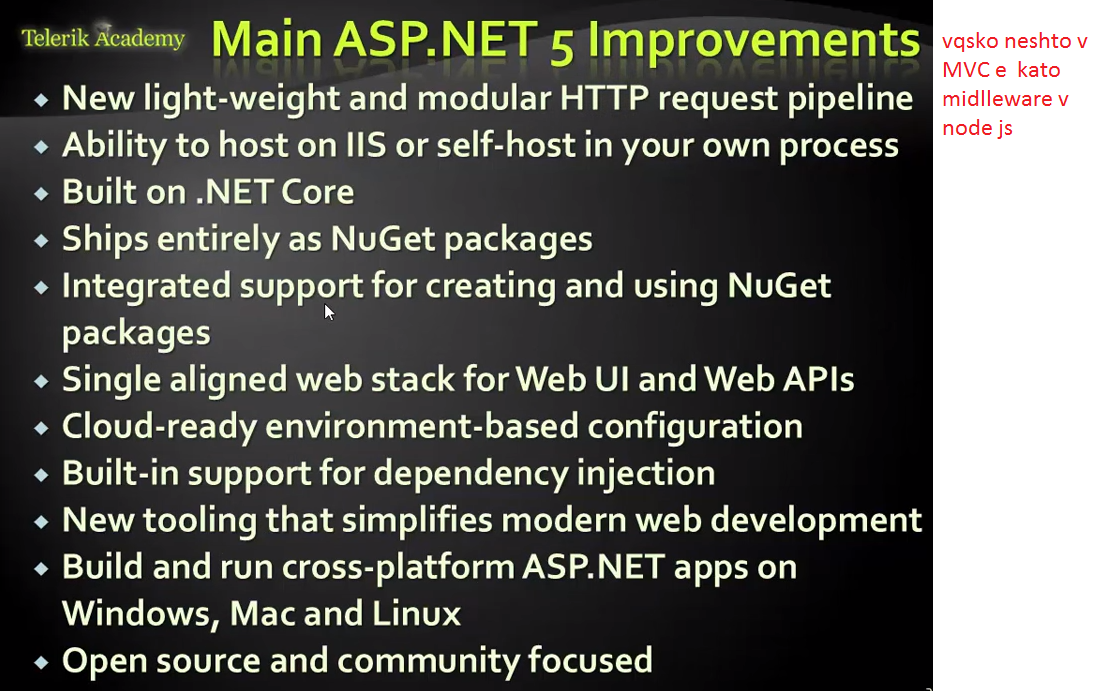 Telerik Academy
Main ASP.NET 5 Improvements
New light-weight and modular HTTP request pipeline
Ability to host on IIS or self-host in your own process
Built on .NET Core
Ships entirely as NuGet packages
Integrated support for creating and using NuGet
packages
Single aligned web stack for Web UI and Web APIs
Cloud-ready environment-based configuration
Built-in support for dependency injection
New tooling that simplifies modern web development
Build and run cross-platform ASP.NET apps on
Windows, Mac and Linux
Open source and community focused
vqsko neshto v
MVC e kato
midlleware v
node js